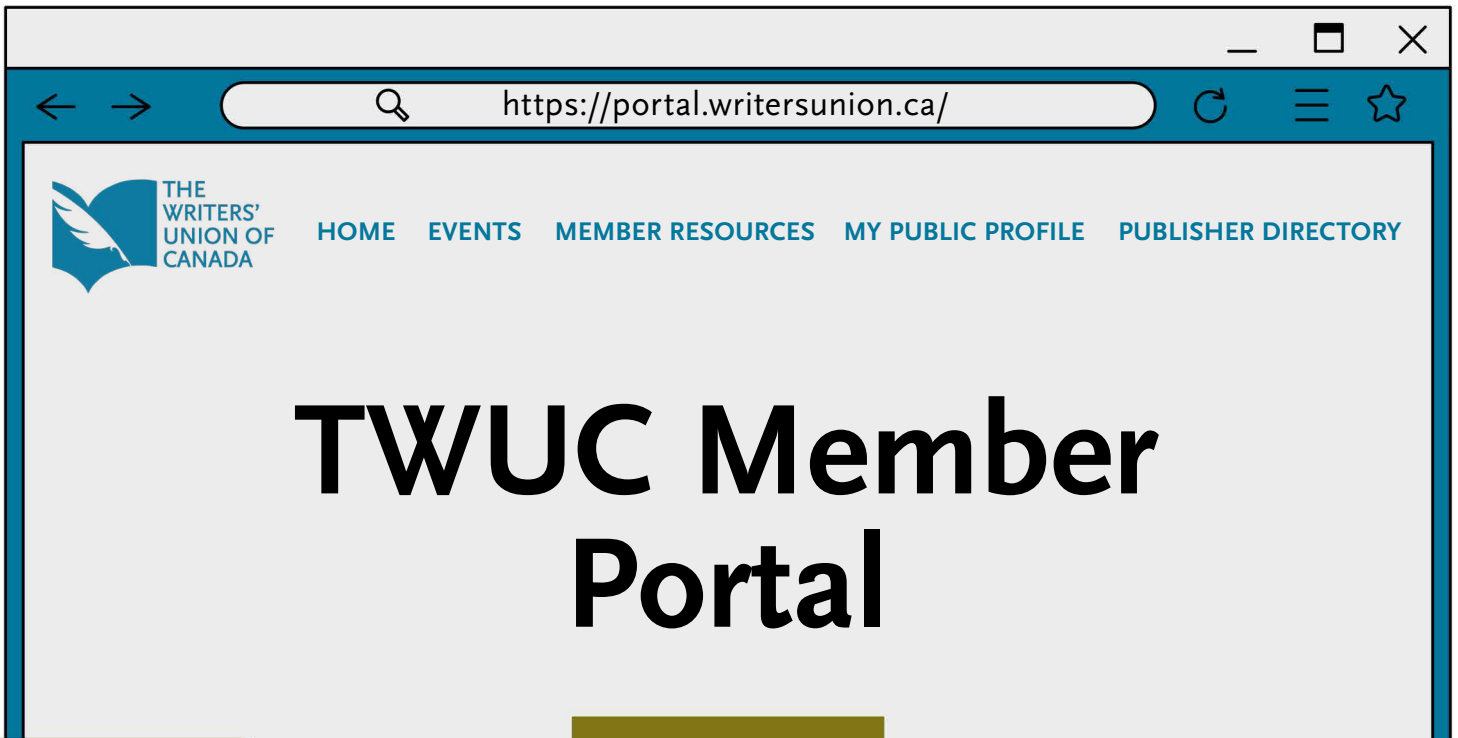 https://portal.writersunion.ca/
THE
WRITERS’
UNION OF
CANADA
HOME EVENTS MEMBER RESOURCES MY PUBLIC PROFILE PUBLISHER DIRECTORY
TWUC Member
Portal